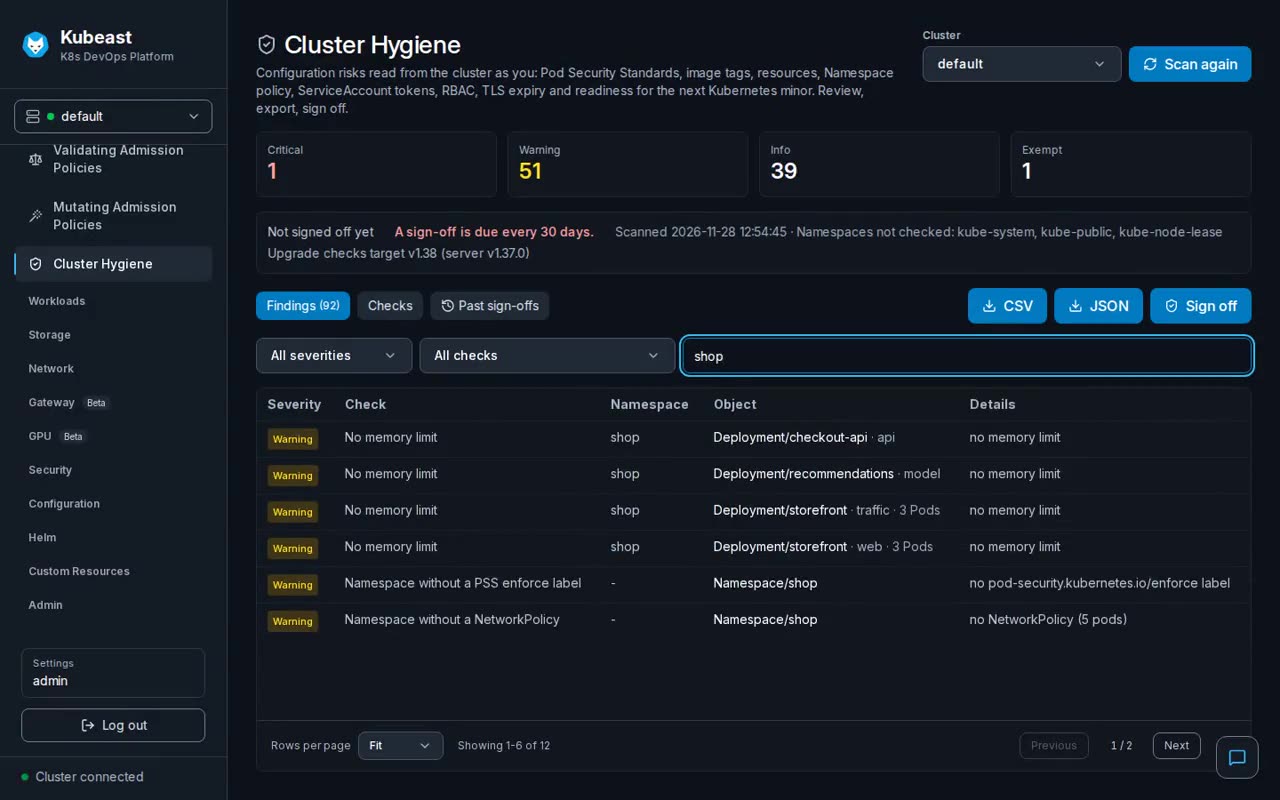 Kubeast
K8s DevOps Platform
default
Validating Admission
Policies
Mutating Admission
Policies
Cluster Hygiene
Workloads
Storage
Network
Gateway Beta
GPU Beta
Security
Configuration
Helm
Custom Resources
Admin
Settings
admin
Log out
Cluster connected
Cluster Hygiene
Configuration risks read from the cluster as you: Pod Security Standards, image tags, resources, Namespace
policy, ServiceAccount tokens, RBAC, TLS expiry and readiness for the next Kubernetes minor. Review,
export, sign off.
Cluster
default
Scan again
Critical
1
Warning
51
Info
39
Exempt
1
Not signed off yet A sign-off is due every 30 days. Scanned 2026-11-28 12:54:45 · Namespaces not checked: kube-system, kube-public, kube-node-lease
Upgrade checks target v1.38 (server v1.37.0)
Findings (92) Checks Past sign-offs CSV JSON Sign off
All severities All checks shop
Severity Check Namespace Object Details
Warning No memory limit shop Deployment/checkout-api · api no memory limit
Warning No memory limit shop Deployment/recommendations · model no memory limit
Warning No memory limit shop Deployment/storefront · traffic · 3 Pods no memory limit
Warning No memory limit shop Deployment/storefront · web · 3 Pods no memory limit
Warning Namespace without a PSS enforce label - Namespace/shop no pod-security.kubernetes.io/enforce label
Warning Namespace without a NetworkPolicy - Namespace/shop no NetworkPolicy (5 pods)
Rows per page Fit Showing 1-6 of 12 Previous 1 / 2 Next